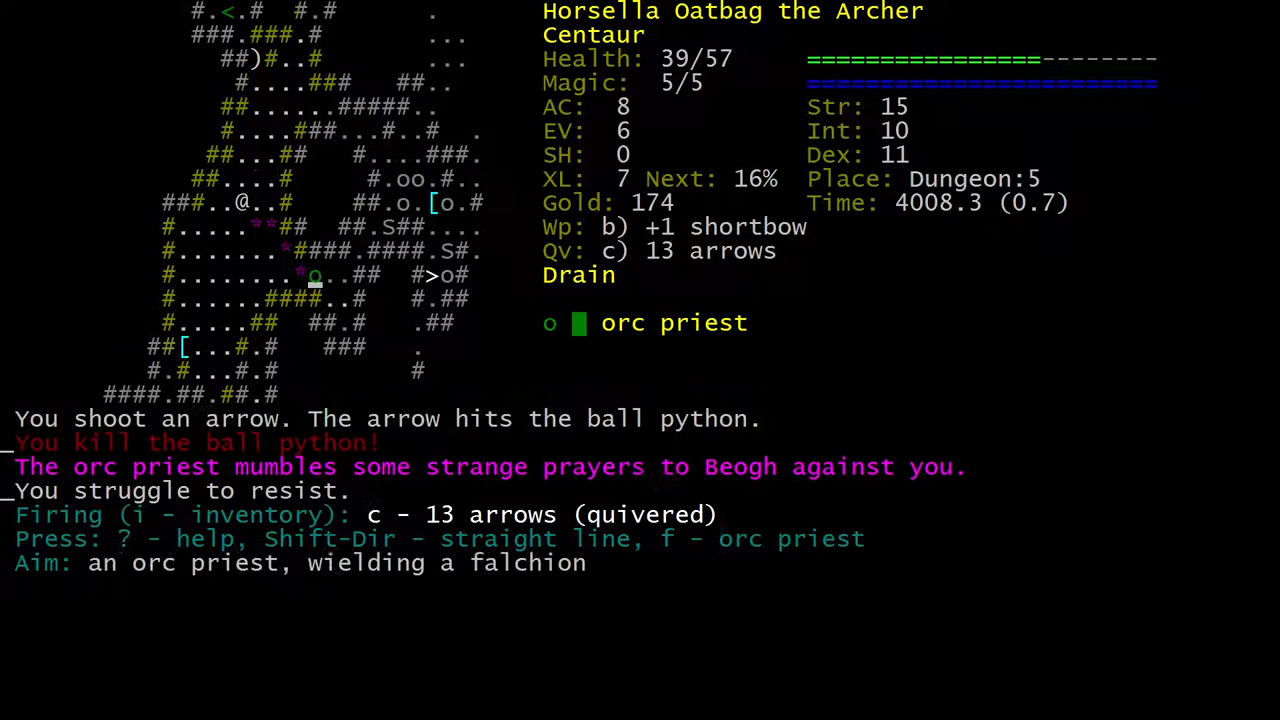 #.<.#  #.#       .
###.###.#       ...
##)#..#        ...
#....###   ##..
##......#####..
#....###...#..#  .
##...##   #....###.
##....#     #.oo.#..
###..@..#    ##..o.[o.#
#.....**##  ##.S##....
#.......*####.####.S#
#........*o..##  #>o#
#......####..#   #.##
#.....##  ##.#   .##
##[...#.#   ###   .
#.#...#.#         #
####.##.##.#
Horsella Oatbag the Archer
Centaur
Health: 39/57 ================--------
Magic: 5/5 ========================
AC: 8 Str: 15
EV: 6 Int: 10
SH: 0 Dex: 11
XL: 7 Next: 16% Place: Dungeon:5
Gold: 174 Time: 4008.3 (0.7)
Wp: b) +1 shortbow
Qv: c) 13 arrows
Drain
o orc priest
You shoot an arrow. The arrow hits the ball python.
_You kill the ball python!
The orc priest mumbles some strange prayers to Beogh against you.
_You struggle to resist.
Firing (i - inventory): c - 13 arrows (quivered)
Press: ? - help, Shift-Dir - straight line, f - orc priest
Aim: an orc priest, wielding a falchion